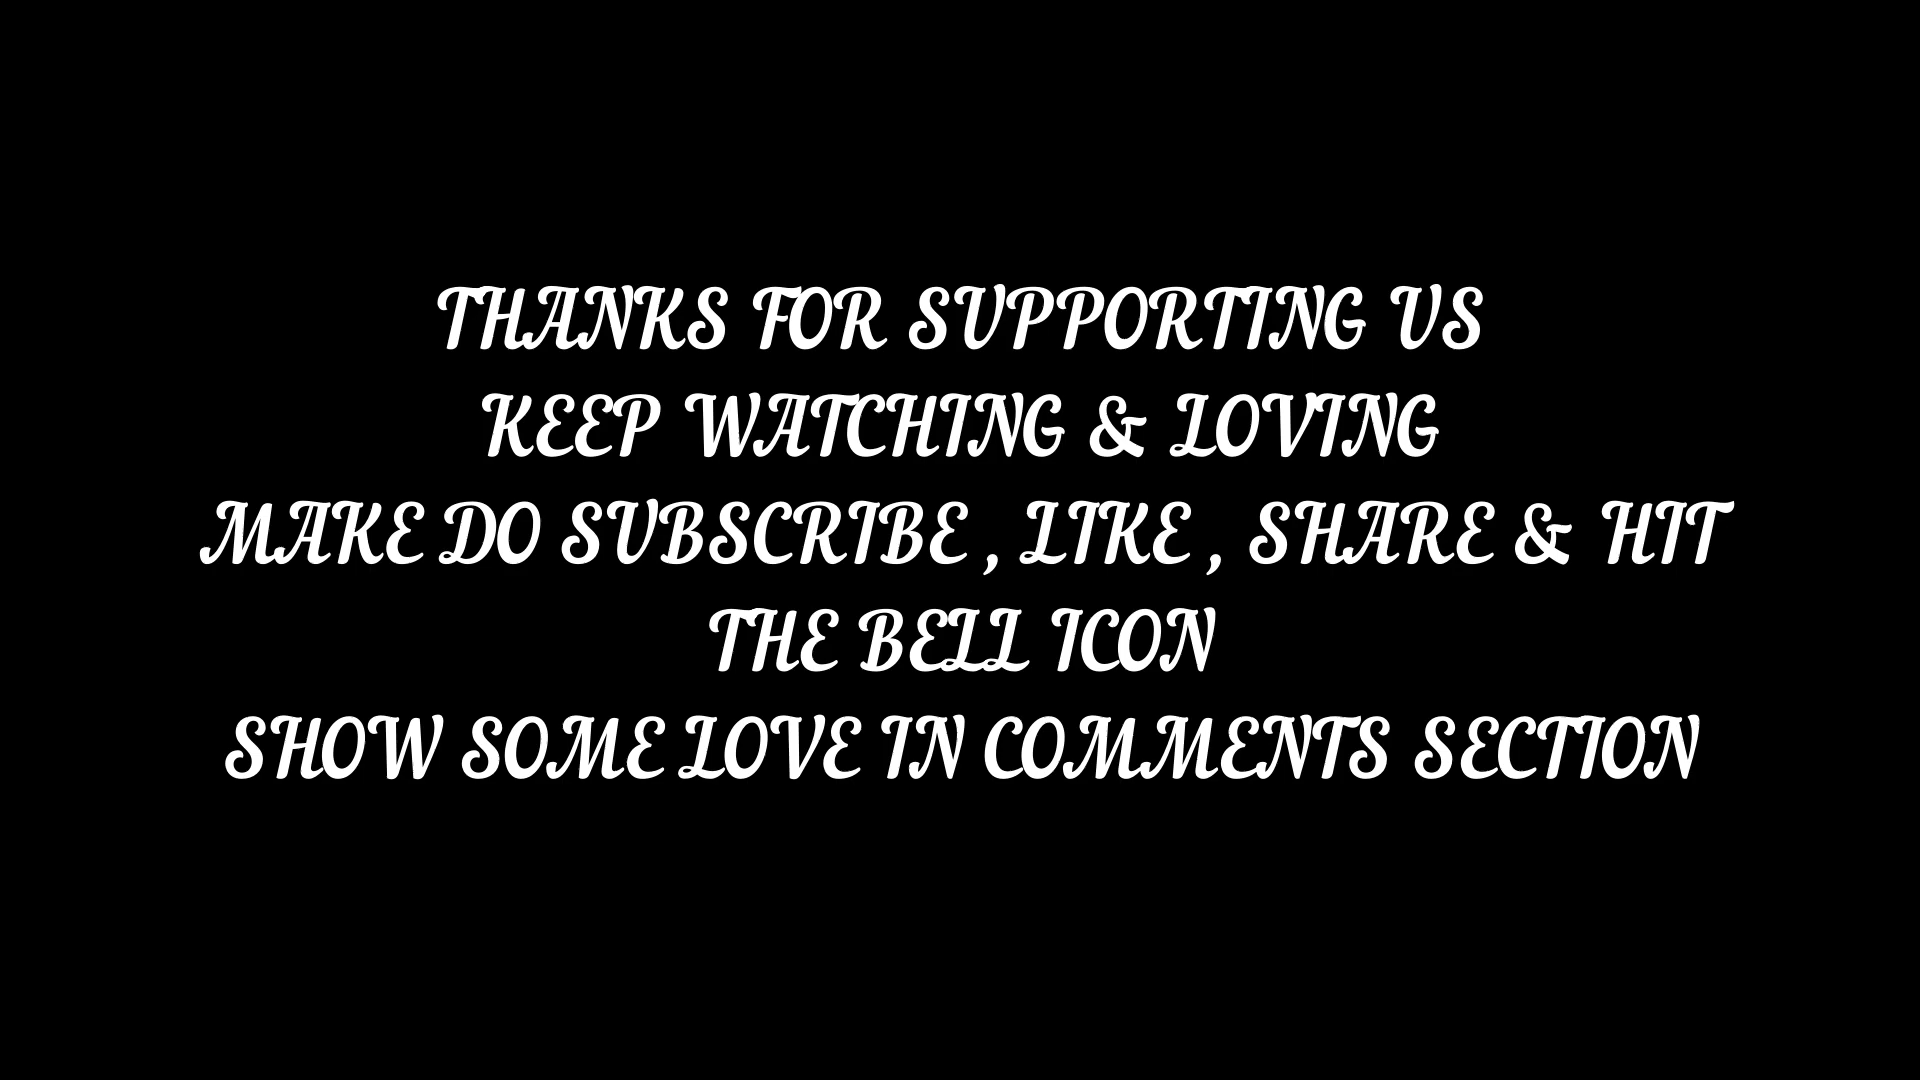 THANKS FOR SUPPORTING US
KEEP WATCHING & LOVING
MAKE DO SUBSCRIBE , LIKE , SHARE & HIT
THE BELL ICON
SHOW SOME LOVE IN COMMENTS SECTION